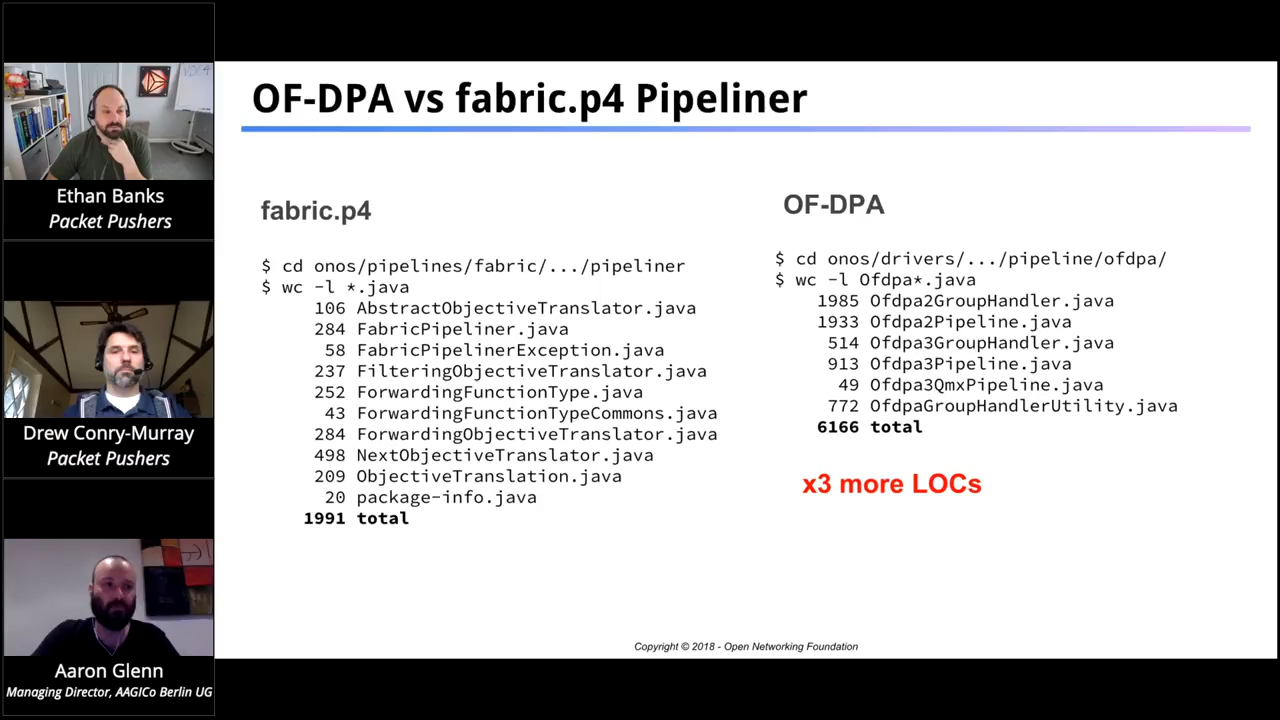 Ethan Banks
Packet Pushers
Drew Conry-Murray
Packet Pushers
Aaron Glenn
Managing Director, AAGICo Berlin UG
OF-DPA vs fabric.p4 Pipeliner
fabric.p4
$ cd onos/pipelines/fabric/.../pipeliner
$ wc -l *.java
106 AbstractObjectiveTranslator.java
284 FabricPipeliner.java
58 FabricPipelinerException.java
237 FilteringObjectiveTranslator.java
252 ForwardingFunctionType.java
43 ForwardingFunctionTypeCommons.java
284 ForwardingObjectiveTranslator.java
498 NextObjectiveTranslator.java
209 ObjectiveTranslation.java
20 package-info.java
1991 total
OF-DPA
$ cd onos/drivers/.../pipeline/ofdpa/
$ wc -l Ofdpa*.java
1985 Ofdpa2GroupHandler.java
1933 Ofdpa2Pipeline.java
514 Ofdpa3GroupHandler.java
913 Ofdpa3Pipeline.java
49 Ofdpa3QmxPipeline.java
772 OfdpaGroupHandlerUtility.java
6166 total
x3 more LOCs
Copyright © 2018 - Open Networking Foundation